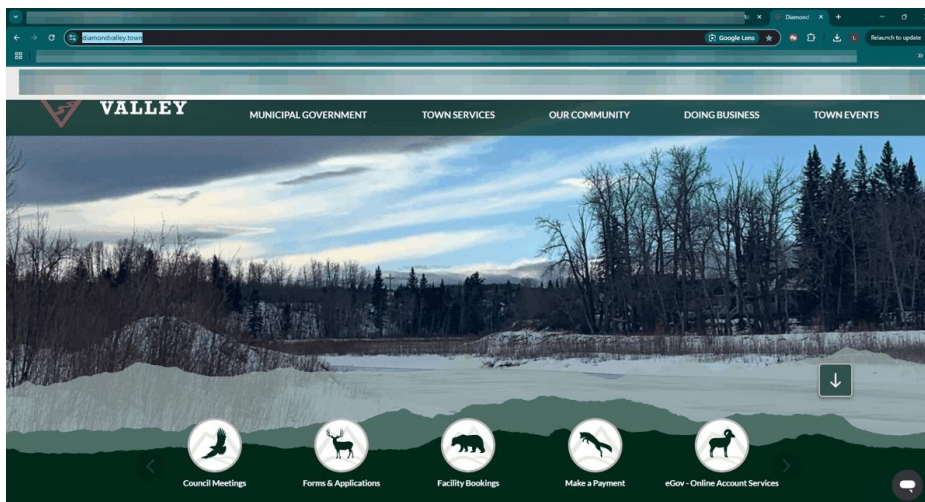 Diamond
diamondvalley.town
Google Lens
Relaunch to update
VALLEY
MUNICIPAL GOVERNMENT TOWN SERVICES OUR COMMUNITY DOING BUSINESS TOWN EVENTS
Council Meetings Forms & Applications Facility Bookings Make a Payment eGov - Online Account Services